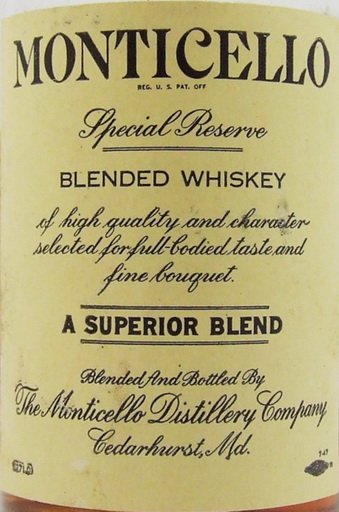 MONTICELLO
REG. U. S. PAT. OFF
Special Reserve
BLENDED WHISKEY
of high quality and character
selected for full-bodied taste and
fine bouquet.
A SUPERIOR BLEND
Blended And Bottled By
The Monticello Distillery Company
Cedarhurst, Md.